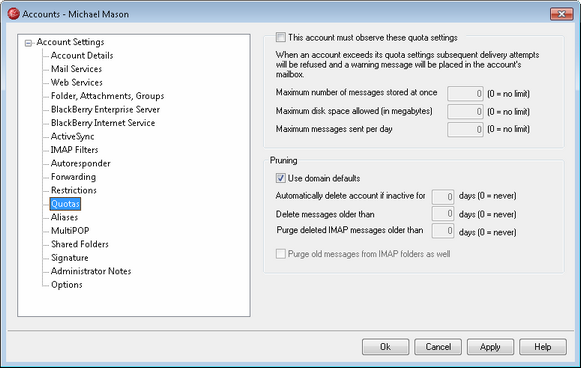 Accounts - Michael Mason
Account Settings
Account Details
Mail Services
Web Services
Folder, Attachments, Groups
BlackBerry Enterprise Server
BlackBerry Internet Service
ActiveSync
IMAP Filters
Autoresponder
Forwarding
Restrictions
Quotas
Aliases
MultiPOP
Shared Folders
Signature
Administrator Notes
Options
This account must observe these quota settings
When an account exceeds its quota settings subsequent delivery attempts
will be refused and a warning message will be placed in the account's
mailbox.
Maximum number of messages stored at once 0 (0 = no limit)
Maximum disk space allowed (in megabytes) 0 (0 = no limit)
Maximum messages sent per day 0 (0 = no limit)
Pruning
Use domain defaults
Automatically delete account if inactive for 0 days (0 = never)
Delete messages older than 0 days (0 = never)
Purge deleted IMAP messages older than 0 days (0 = never)
Purge old messages from IMAP folders as well
Ok Cancel Apply Help